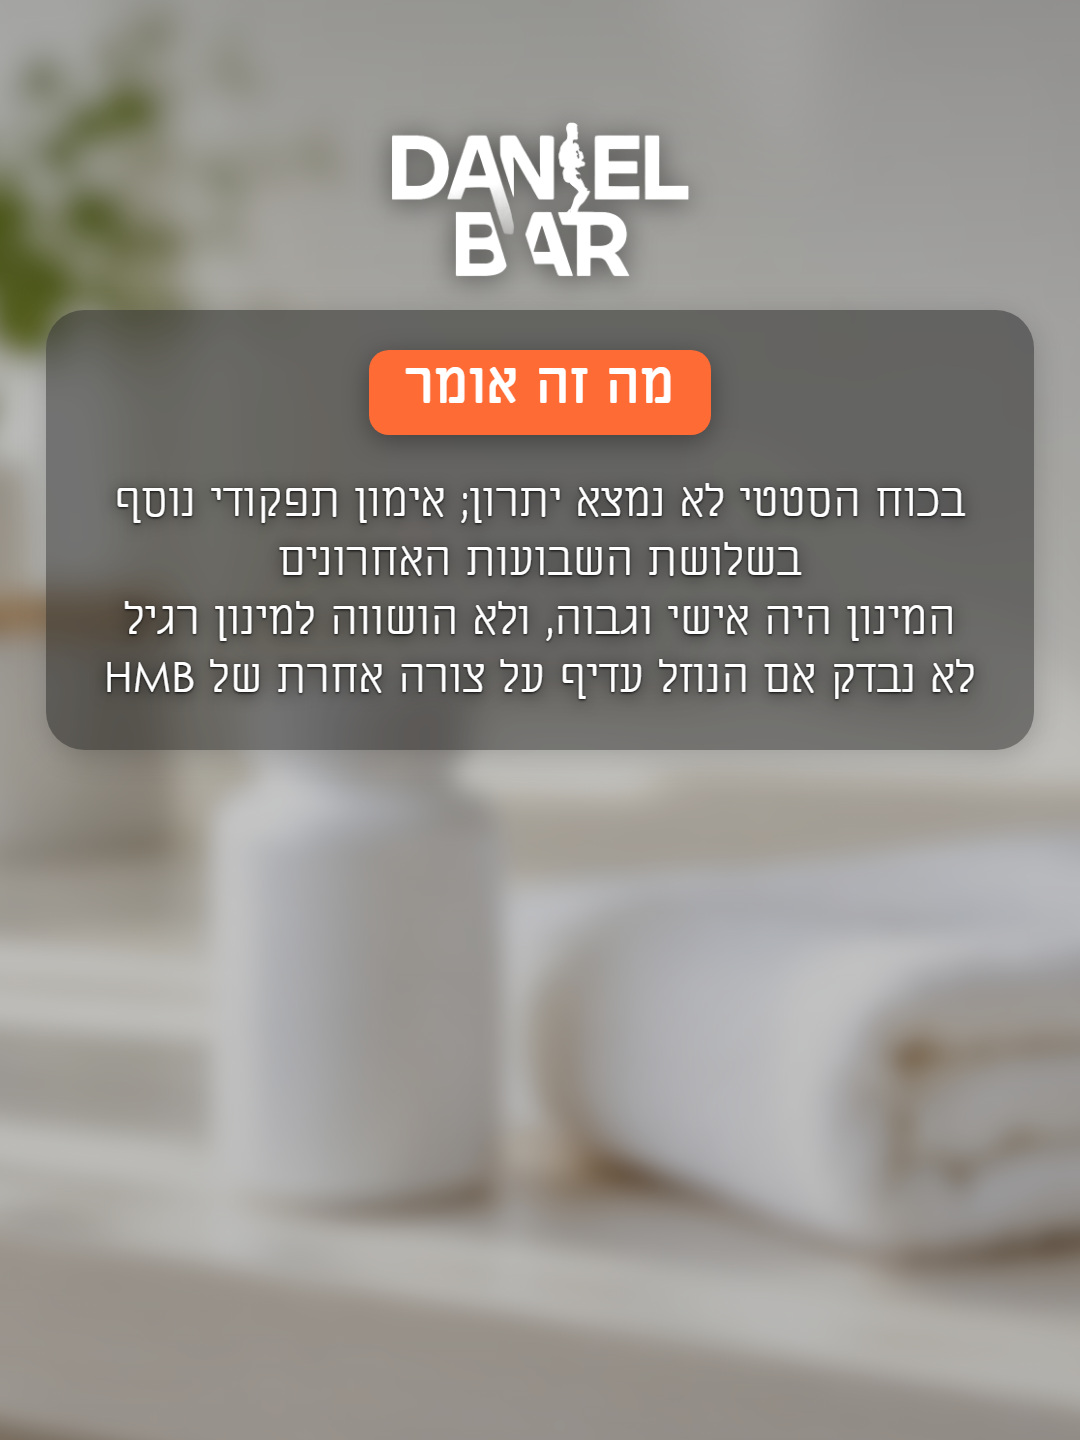 DANIEL
BAR
מה זה אומר
בכוח הסטטי לא נמצא יתרון; אימון תפקודי נוסף
בשלושת השבועות האחרונים
המינון היה אישי וגבוה, ולא הושווה למינון רגיל
לא נבדק אם הנוזל עדיף על צורה אחרת של HMB